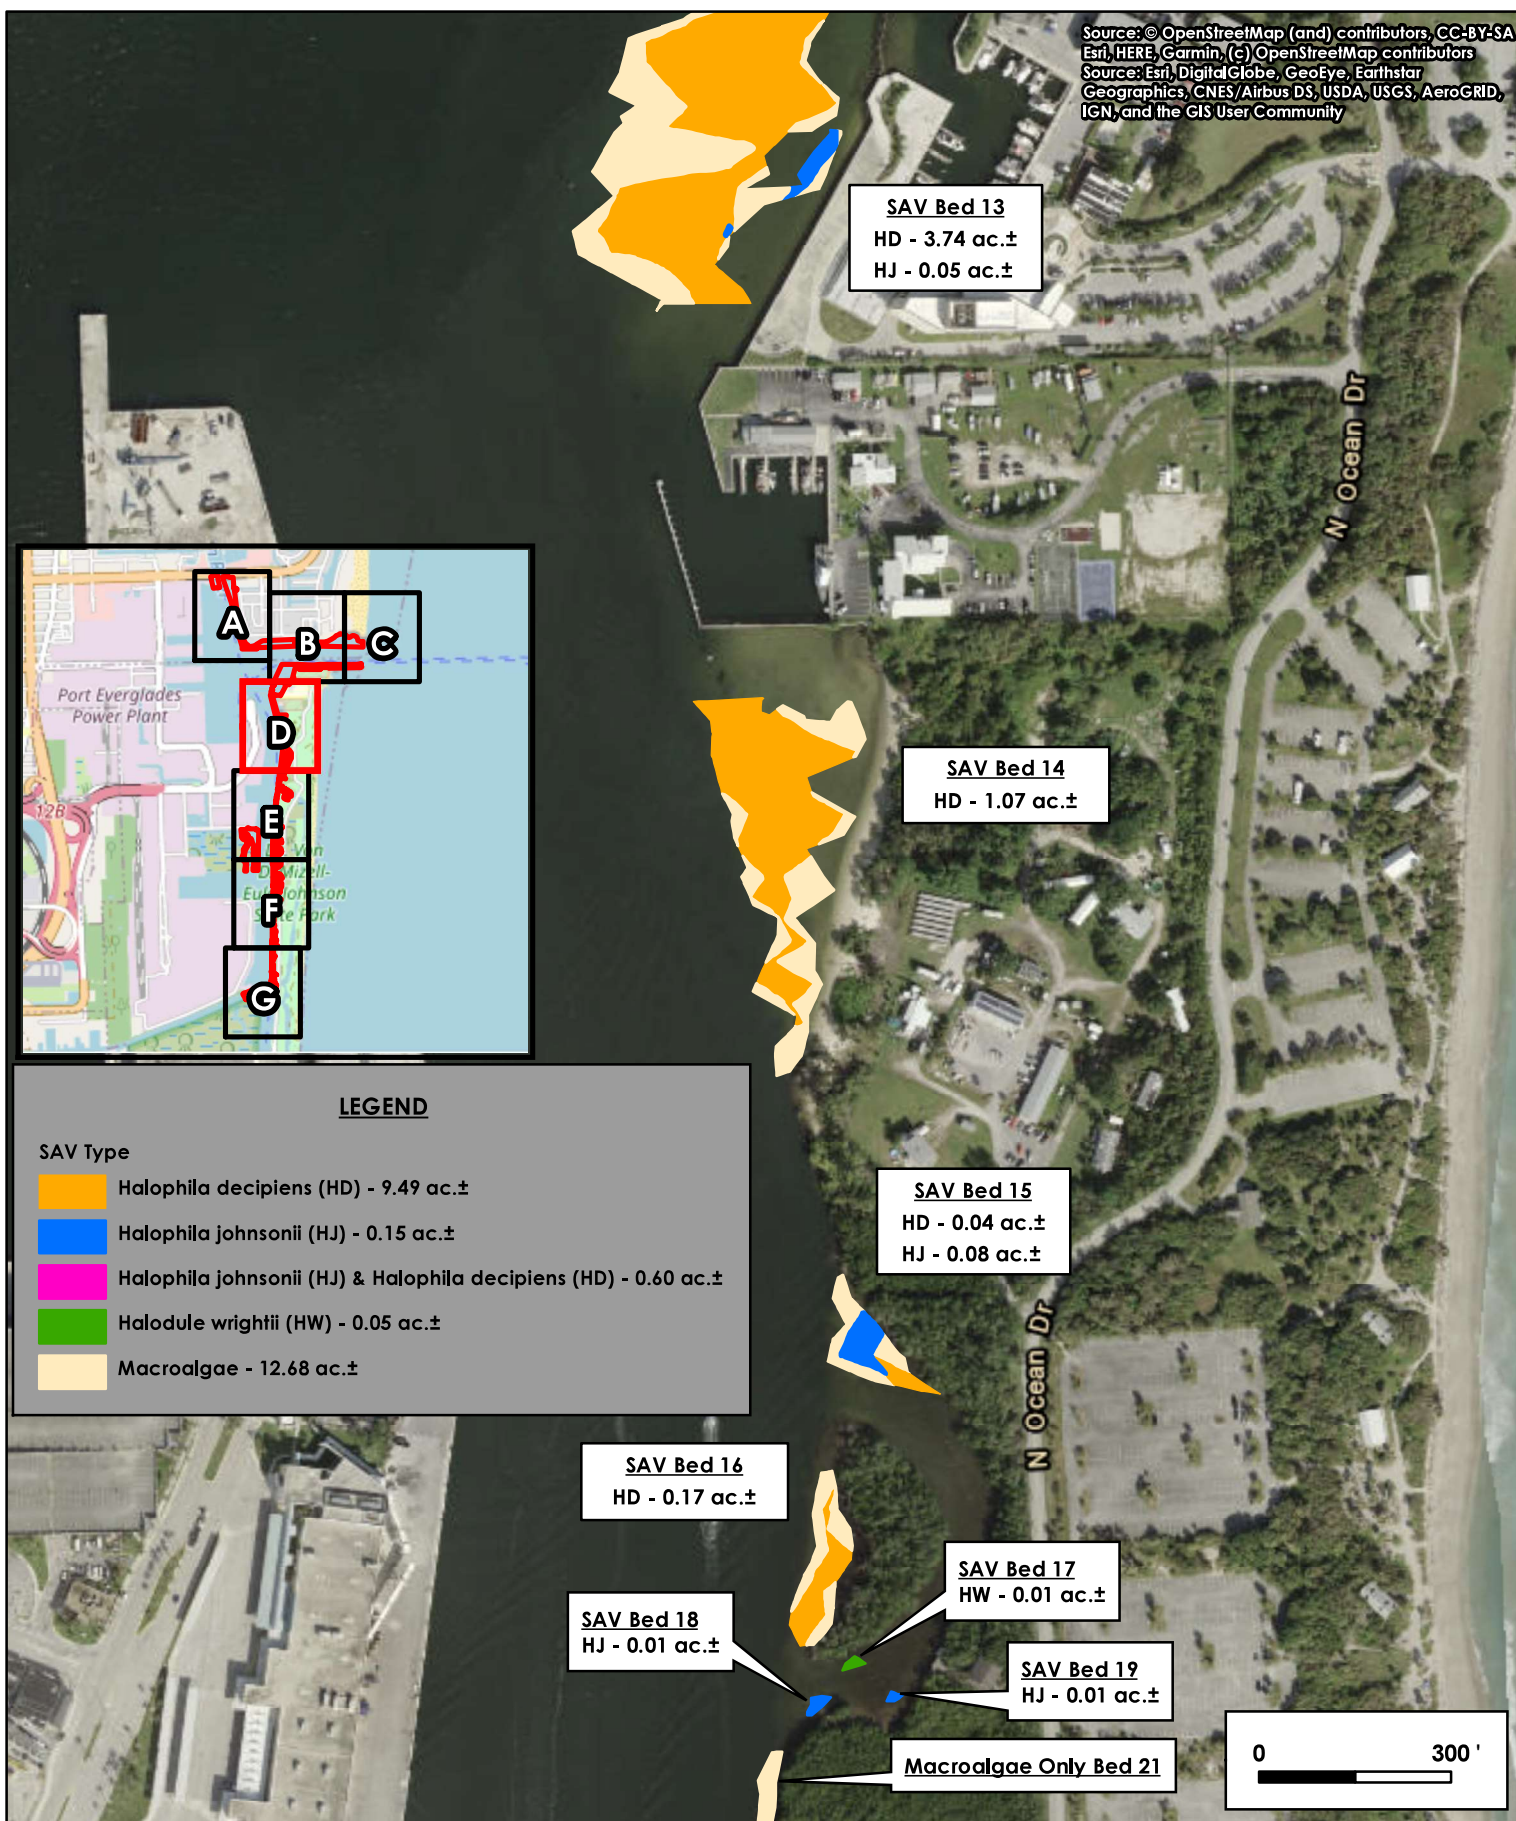 Source: © OpenStreetMap (and) contributors, CC-BY-SA
Esri, HERE, Garmin, (c) OpenStreetMap contributors
Source: Esri, DigitalGlobe, GeoEye, Earthstar
Geographics, CNES/Airbus DS, USDA, USGS, AeroGRID,
IGN, and the GIS User Community
SAV Bed 13
HD - 3.74 ac.±
HJ - 0.05 ac.±
N Ocean Dr
A
B
C
Port Everglades
Power Plant
D
12B
E
Von
D. Mizell-
Eula Johnson
State Park
F
G
SAV Bed 14
HD - 1.07 ac.±
LEGEND
SAV Type
Halophila decipiens (HD) - 9.49 ac.±
Halophila johnsonii (HJ) - 0.15 ac.±
Halophila johnsonii (HJ) & Halophila decipiens (HD) - 0.60 ac.±
Halodule wrightii (HW) - 0.05 ac.±
Macroalgae - 12.68 ac.±
SAV Bed 15
HD - 0.04 ac.±
HJ - 0.08 ac.±
N Ocean Dr
SAV Bed 16
HD - 0.17 ac.±
SAV Bed 17
HW - 0.01 ac.±
SAV Bed 18
HJ - 0.01 ac.±
SAV Bed 19
HJ - 0.01 ac.±
Macroalgae Only Bed 21
0 300 '